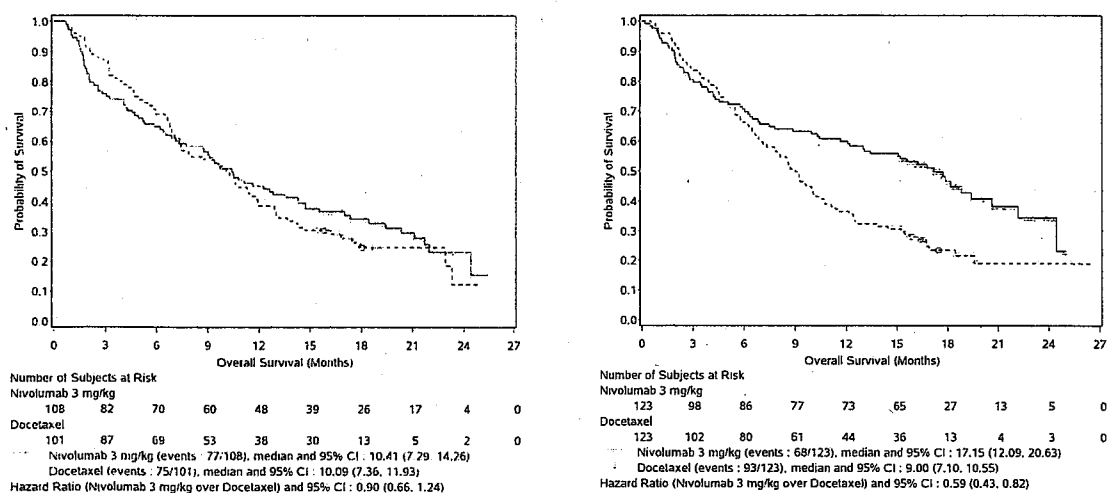 1.0
0.9
0.8
0.7
0.6
0.5
0.4
0.3
0.2
0.1
0.0
Probability of Survival
0 3 6 9 12 15 18 21 24 27
Overall Survival (Months)
Number of Subjects at Risk
Nivolumab 3 mg/kg
108 82 70 60 48 39 26 17 4 0
Docetaxel
101 87 69 53 38 30 13 5 2 0
Nivolumab 3 mg/kg (events : 77/108), median and 95% CI : 10.41 (7.29, 14.26)
Docetaxel (events : 75/101), median and 95% CI : 10.09 (7.36, 11.93)
Hazard Ratio (Nivolumab 3 mg/kg over Docetaxel) and 95% CI : 0.90 (0.66, 1.24)
1.0
0.9
0.8
0.7
0.6
0.5
0.4
0.3
0.2
0.1
0.0
Probability of Survival
0 3 6 9 12 15 18 21 24 27
Overall Survival (Months)
Number of Subjects at Risk
Nivolumab 3 mg/kg
123 98 86 77 73 65 27 13 5 0
Docetaxel
123 102 80 61 44 36 13 4 3 0
Nivolumab 3 mg/kg (events : 68/123), median and 95% CI : 17.15 (12.09, 20.63)
Docetaxel (events : 93/123), median and 95% CI : 9.00 (7.10, 10.55)
Hazard Ratio (Nivolumab 3 mg/kg over Docetaxel) and 95% CI : 0.59 (0.43, 0.82)